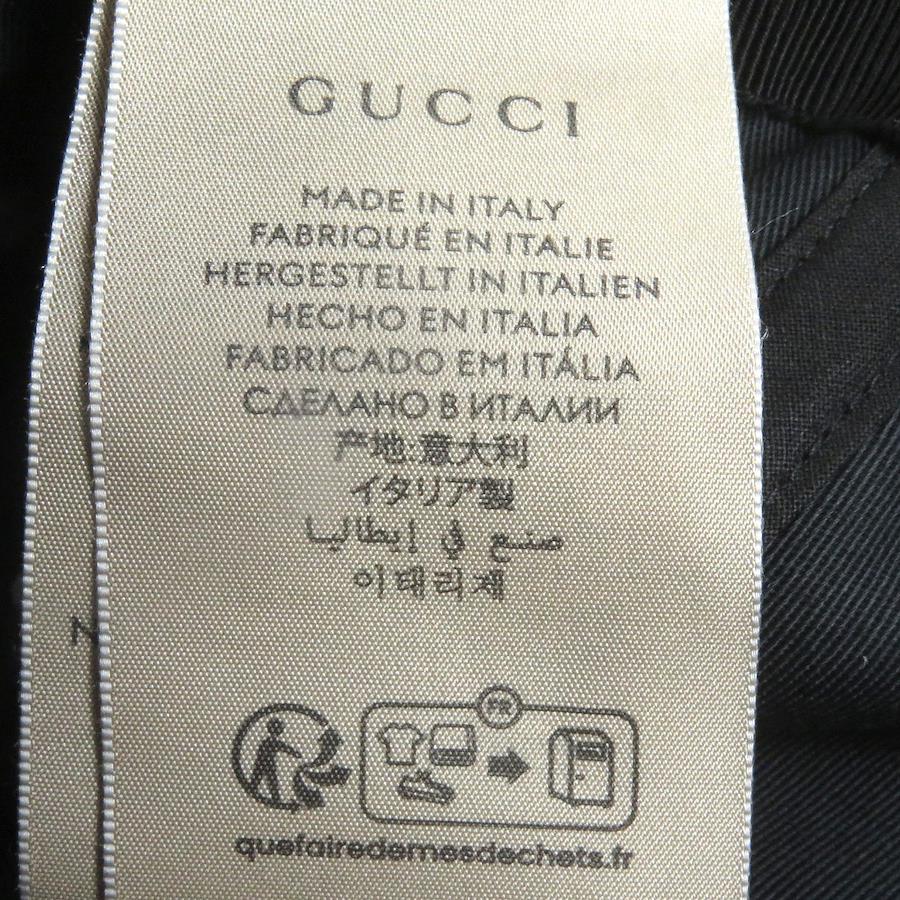 GUCCI
MADE IN ITALY
FABRIQUÉ EN ITALIE
HERGESTELLT IN ITALIEN
HECHO EN ITALIA
FABRICADO EM ITÁLIA
СДЕЛАНО В ИТАЛИИ
产地:意大利
イタリア製
صنع في إيطاليا
이태리제
FR
quefairedemesdechets.fr